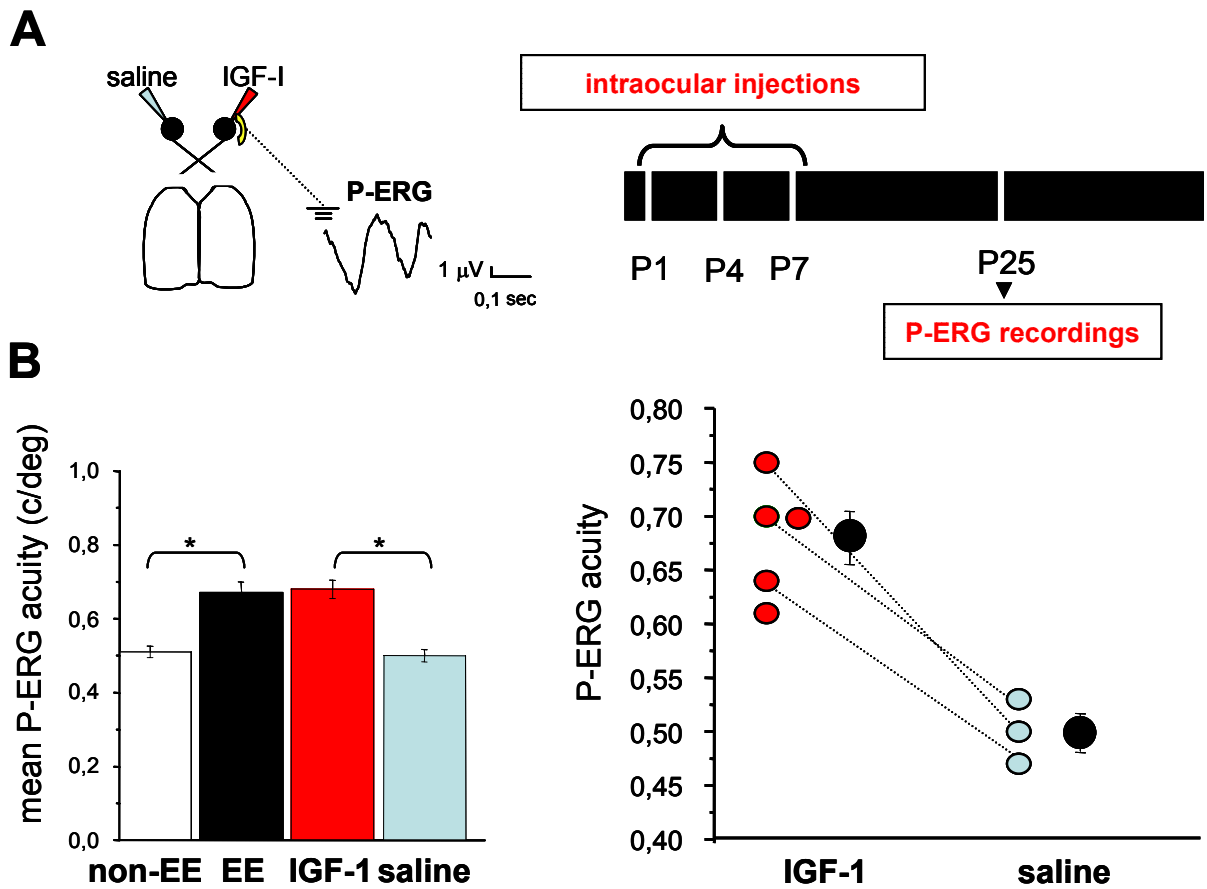 A
saline
IGF-I
P-ERG
1 μV
0,1 sec
intraocular injections
P1
P4
P7
P25
P-ERG recordings
B
mean P-ERG acuity (c/deg)
1,0
0,8
0,6
0,4
0,2
0,0
*
*
non-EE
EE
IGF-1
saline
P-ERG acuity
0,80
0,75
0,70
0,65
0,60
0,55
0,50
0,45
0,40
IGF-1
saline